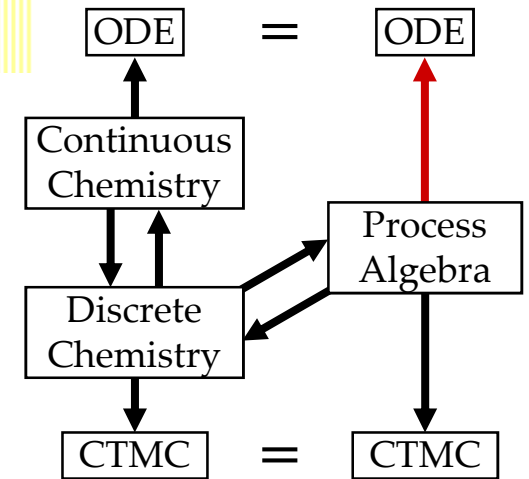 ODE = ODE
Continuous
Chemistry
Process
Algebra
Discrete
Chemistry
CTMC = CTMC